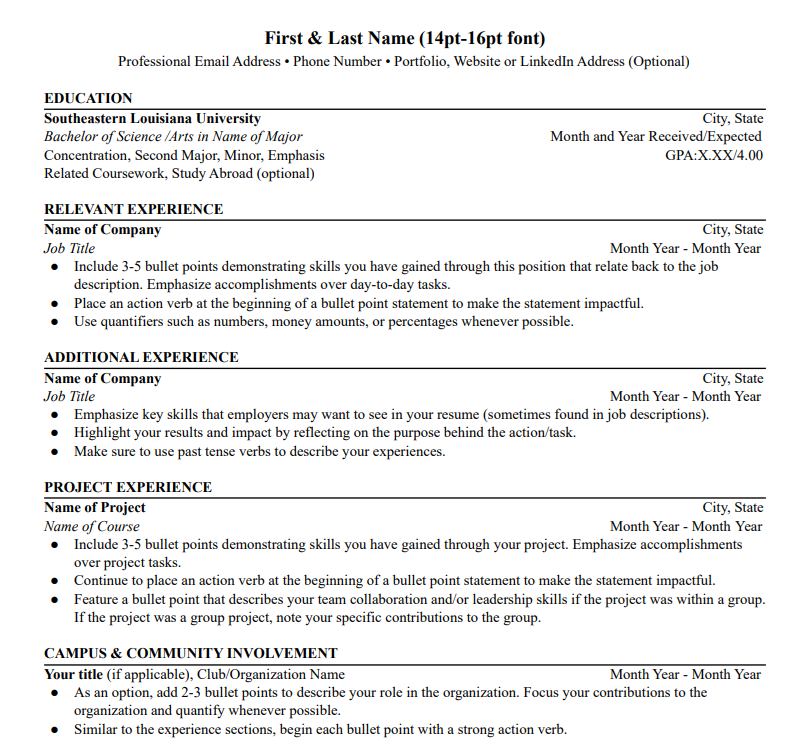 First & Last Name (14pt-16pt font)
Professional Email Address • Phone Number • Portfolio, Website or LinkedIn Address (Optional)
EDUCATION
Southeastern Louisiana University City, State
Bachelor of Science /Arts in Name of Major Month and Year Received/Expected
Concentration, Second Major, Minor, Emphasis GPA:X.XX/4.00
Related Coursework, Study Abroad (optional)
RELEVANT EXPERIENCE
Name of Company City, State
Job Title Month Year - Month Year
● Include 3-5 bullet points demonstrating skills you have gained through this position that relate back to the job
description. Emphasize accomplishments over day-to-day tasks.
● Place an action verb at the beginning of a bullet point statement to make the statement impactful.
● Use quantifiers such as numbers, money amounts, or percentages whenever possible.
ADDITIONAL EXPERIENCE
Name of Company City, State
Job Title Month Year - Month Year
● Emphasize key skills that employers may want to see in your resume (sometimes found in job descriptions).
● Highlight your results and impact by reflecting on the purpose behind the action/task.
● Make sure to use past tense verbs to describe your experiences.
PROJECT EXPERIENCE
Name of Project City, State
Name of Course Month Year - Month Year
● Include 3-5 bullet points demonstrating skills you have gained through your project. Emphasize accomplishments
over project tasks.
● Continue to place an action verb at the beginning of a bullet point statement to make the statement impactful.
● Feature a bullet point that describes your team collaboration and/or leadership skills if the project was within a group.
If the project was a group project, note your specific contributions to the group.
CAMPUS & COMMUNITY INVOLVEMENT
Your title (if applicable), Club/Organization Name Month Year - Month Year
● As an option, add 2-3 bullet points to describe your role in the organization. Focus your contributions to the
organization and quantify whenever possible.
● Similar to the experience sections, begin each bullet point with a strong action verb.